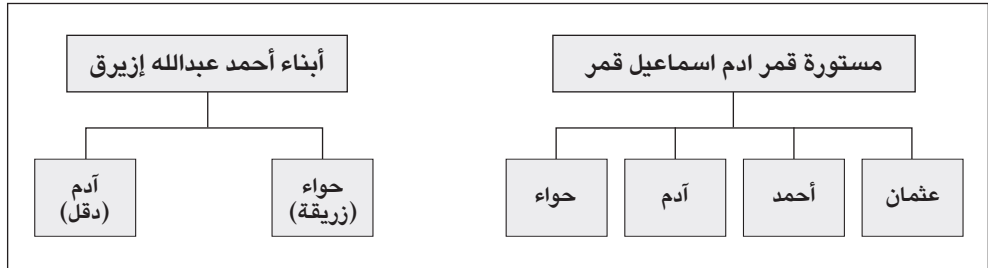 مستورة قمر ادم اسماعيل قمر
أبناء أحمد عبدالله إزيرق
عثمان
أحمد
آدم
حواء
حواء
(زريقة)
آدم
(دقل)